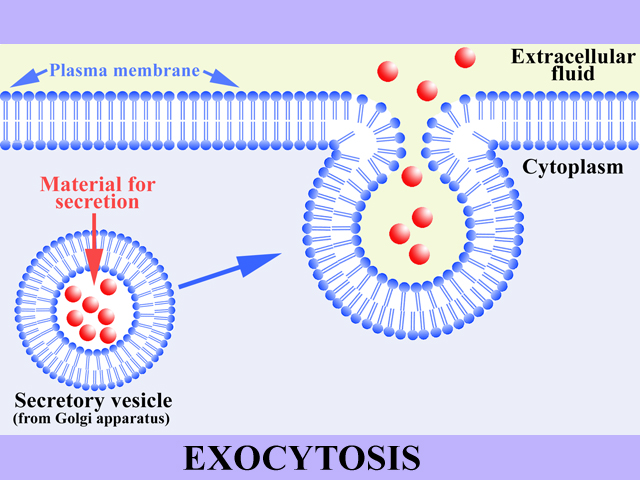 Extracellular
fluid
Plasma membrane
Cytoplasm
Material for
secretion
Secretory vesicle
(from Golgi apparatus)
EXOCYTOSIS